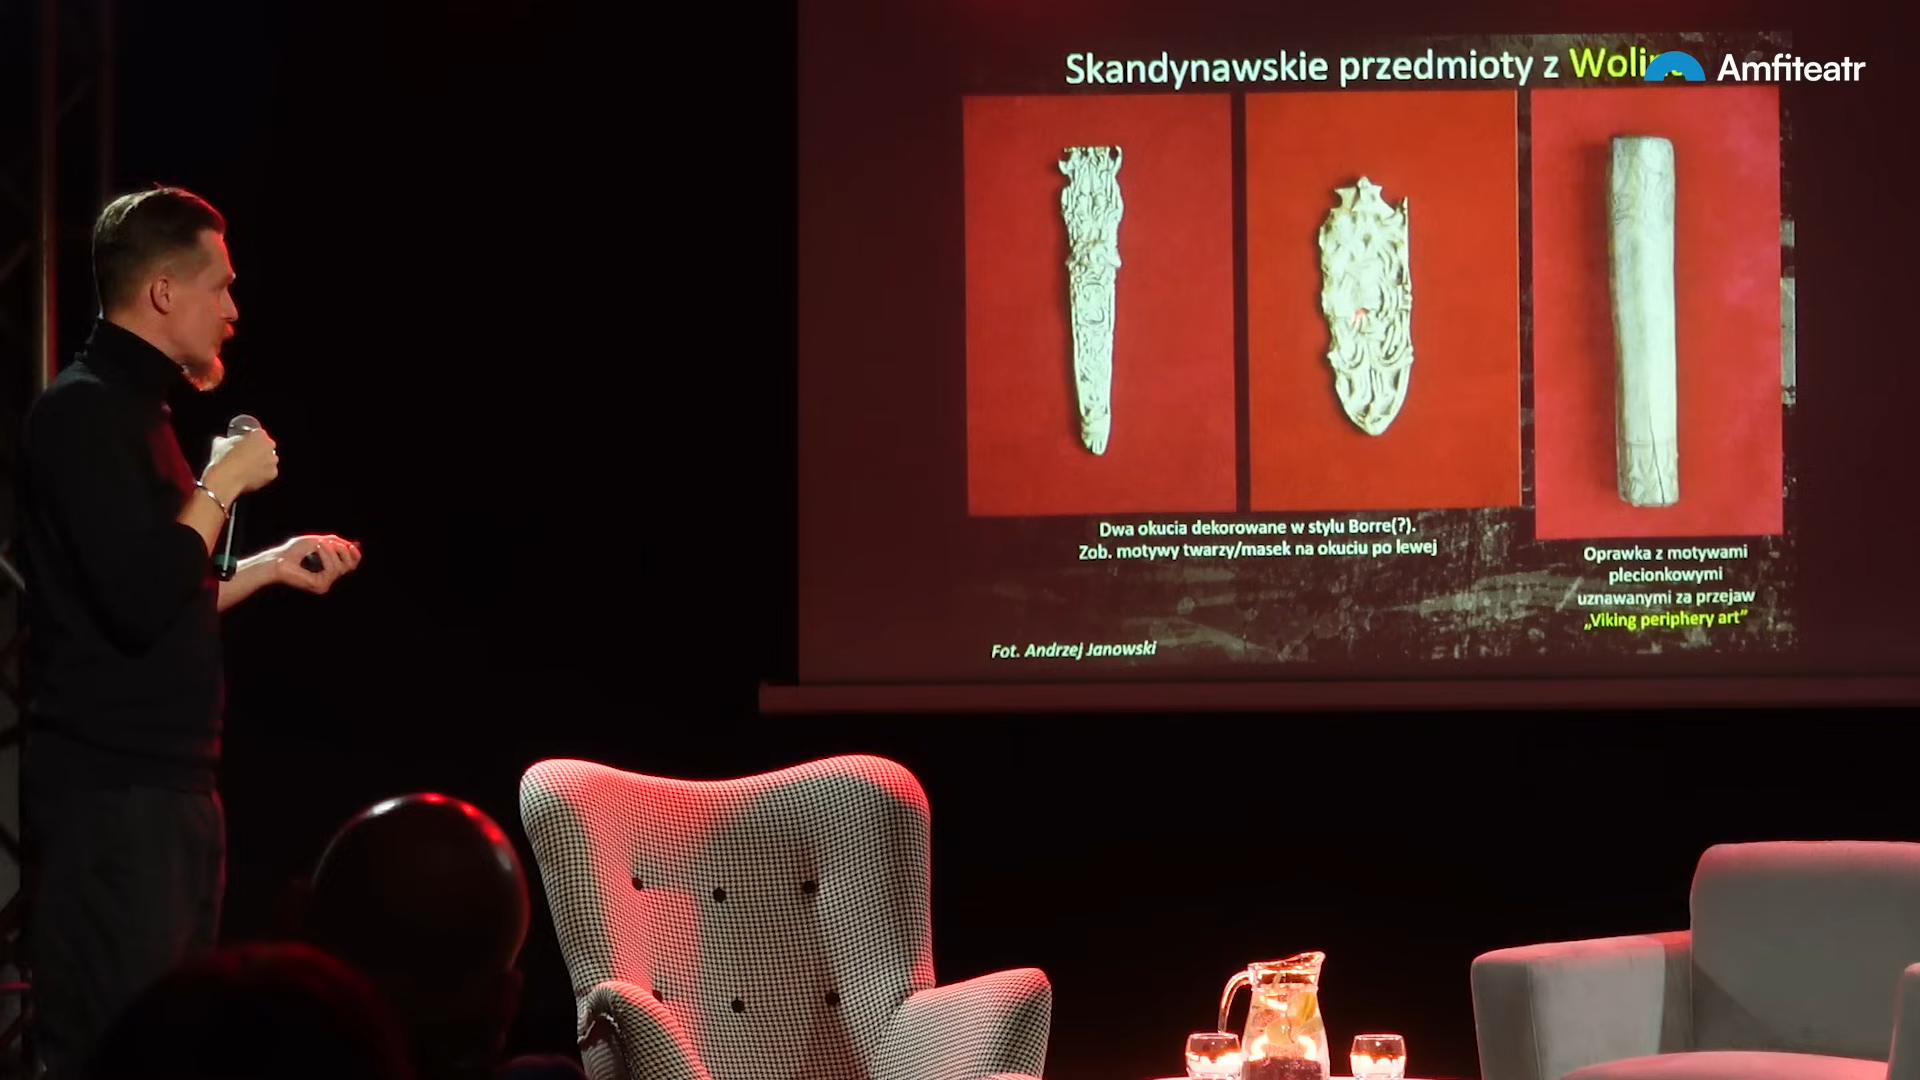 Skandynawskie przedmioty z Wolina
Amfiteatr
Dwa okucia dekorowane w stylu Borre(?).
Zob. motywy twarzy/masek na okuciu po lewej
Oprawka z motywami
plecionkowymi
uznawanymi za przejaw
„Viking periphery art”
Fot. Andrzej Janowski